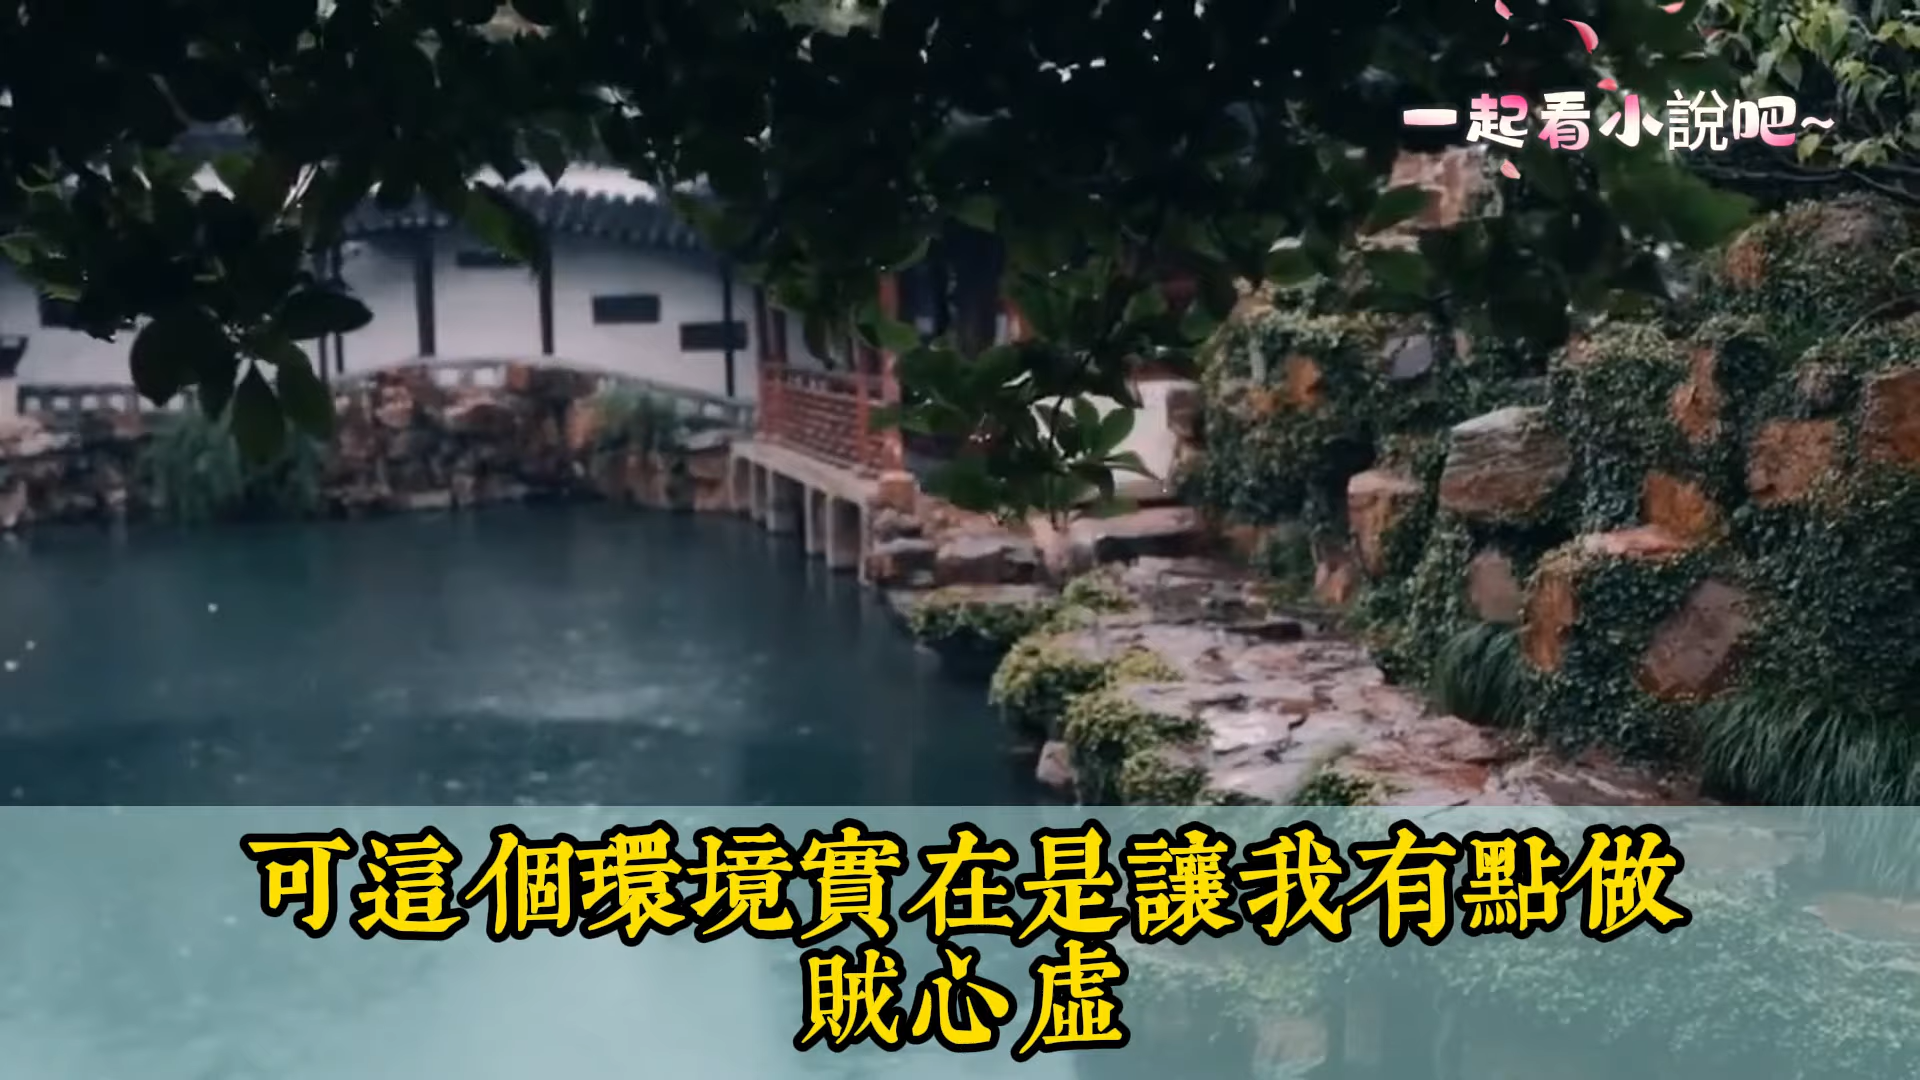 一起看小說吧~
可這個環境實在是讓我有點做
賊心虛